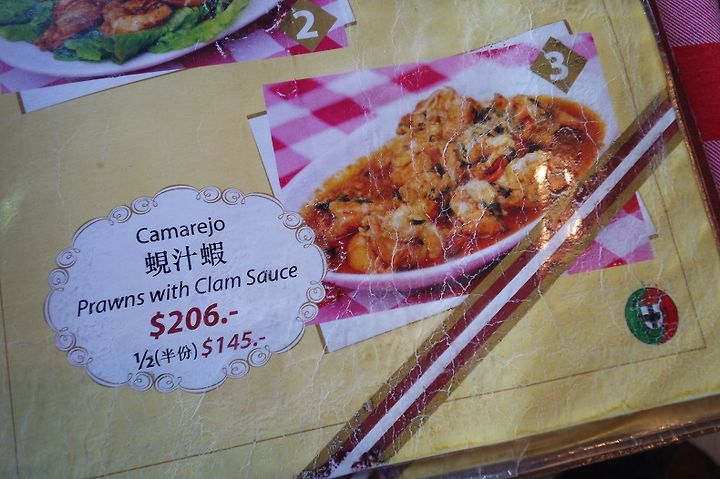 2
3
Camarejo
蜆汁蝦
Prawns with Clam Sauce
$206.-
1/2(半份) $145.-